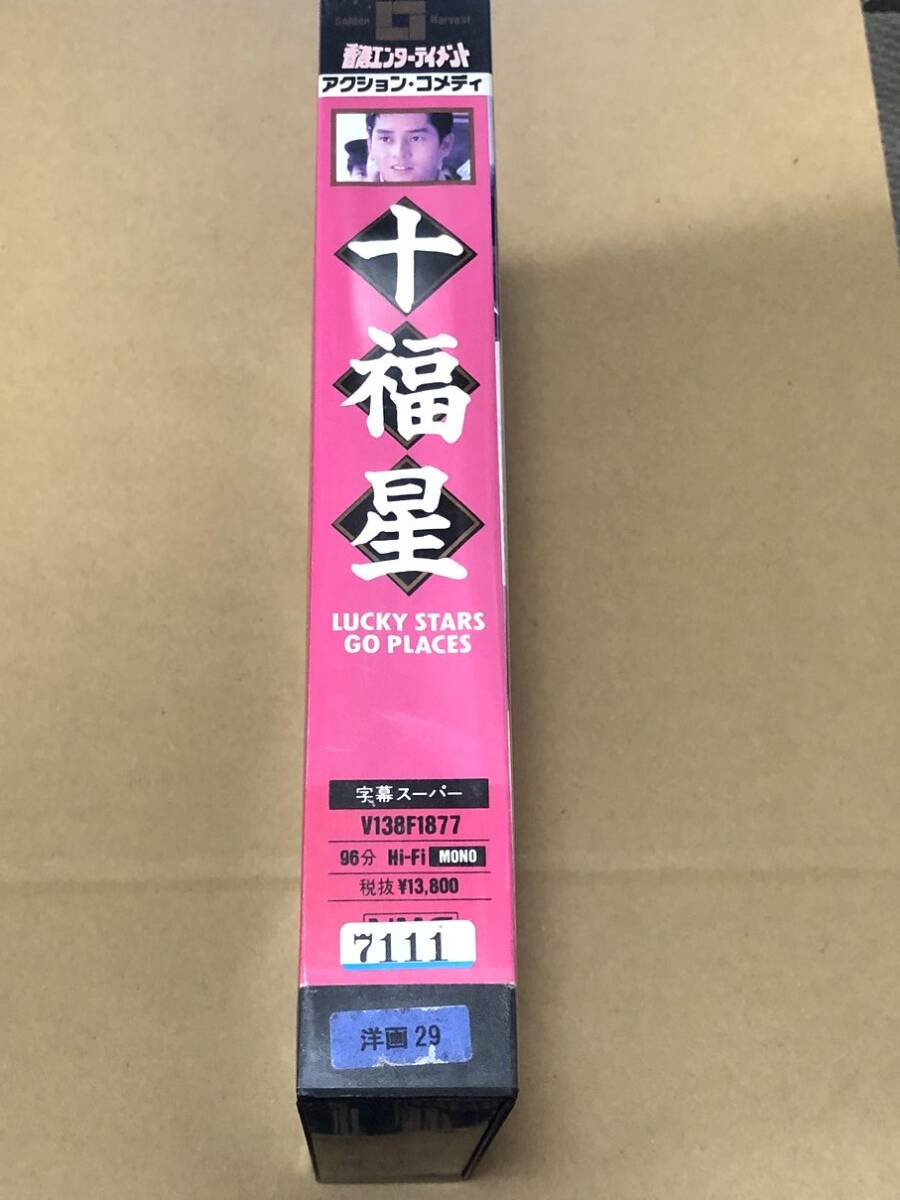 Golden Harvest
香港エンターテイメント
アクション・コメディ
十福星
LUCKY STARS
GO PLACES
字幕スーパー
V138F1877
96分 Hi-Fi MONO
税抜¥13,800
7111
洋画29